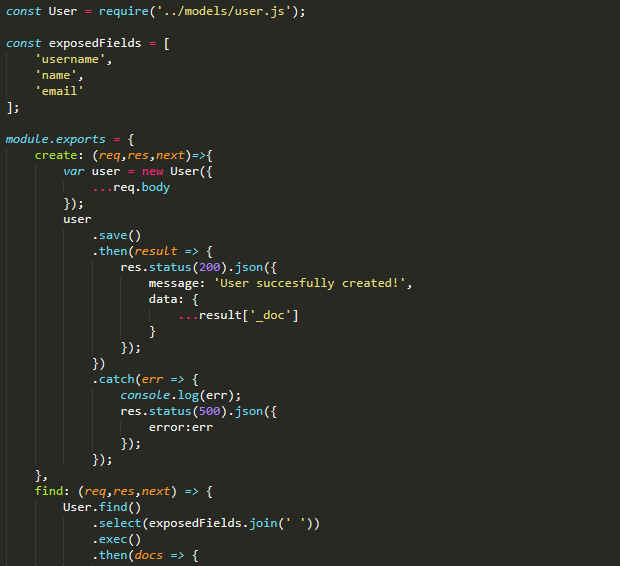 const User = require('../models/user.js');
const exposedFields = [
'username',
'name',
'email'
];
module.exports = {
create: (req,res,next)=>{
var user = new User({
...req.body
});
user
.save()
.then(result => {
res.status(200).json({
message: 'User succesfully created!',
data: {
...result['_doc']
}
});
})
.catch(err => {
console.log(err);
res.status(500).json({
error:err
});
});
},
find: (req,res,next) => {
User.find()
.select(exposedFields.join(' '))
.exec()
.then(docs => {